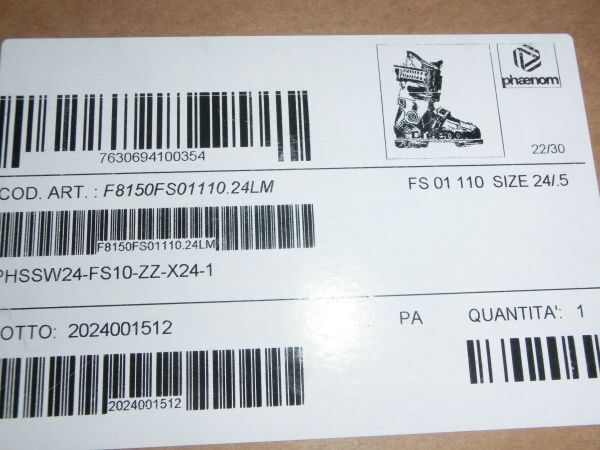 phaenom
22/30
7630694100354
COD. ART. : F8150FS01110.24LM
FS 01 110 SIZE 24/.5
F8150FS01110.24LM
PHSSW24-FS10-ZZ-X24-1
OTTO: 2024001512
PA
QUANTITA': 1
2024001512